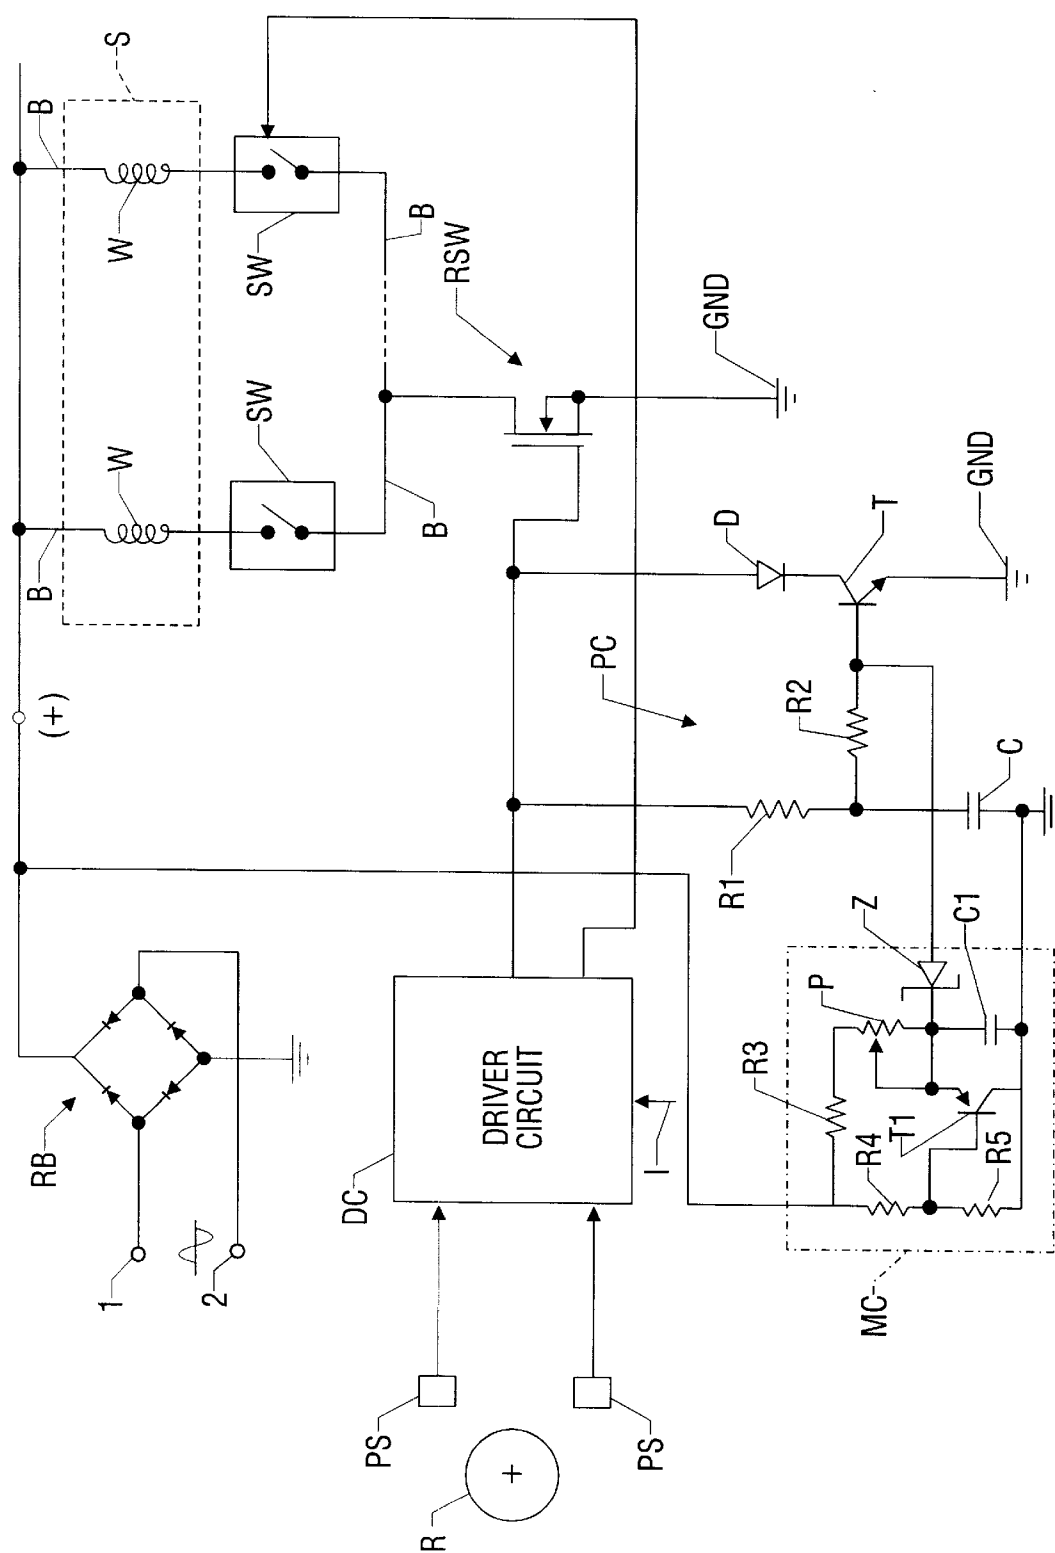 S
B
W
SW
B
RSW
GND
B
W
SW
B
D
T
GND
(+)
PC
R2
C
R1
Z
C1
P
R3
T1
R4
R5
MC
RB
1
2
DRIVER
CIRCUIT
DC
I
PS
PS
R
+